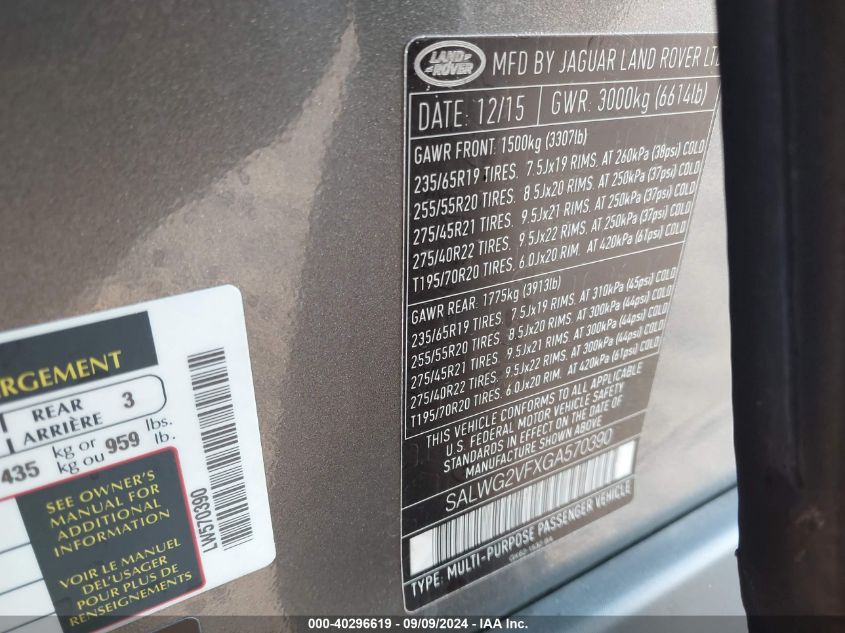 LAND ROVER
MFD BY JAGUAR LAND ROVER LTD
DATE: 12/15 GWR: 3000kg (6614lb)
GAWR FRONT: 1500kg (3307lb)
235/65R19 TIRES. 7.5Jx19 RIMS. AT 260kPa (38psi) COLD
255/55R20 TIRES. 8.5Jx20 RIMS. AT 250kPa (37psi) COLD
275/45R21 TIRES. 9.5Jx21 RIMS. AT 250kPa (37psi) COLD
275/40R22 TIRES. 9.5Jx22 RIMS. AT 250kPa (37psi) COLD
T195/70R20 TIRES. 6.0Jx20 RIM. AT 420kPa (61psi) COLD
GAWR REAR: 1775kg (3913lb)
235/65R19 TIRES. 7.5Jx19 RIMS. AT 310kPa (45psi) COLD
255/55R20 TIRES. 8.5Jx20 RIMS. AT 300kPa (44psi) COLD
275/45R21 TIRES. 9.5Jx21 RIMS. AT 300kPa (44psi) COLD
275/40R22 TIRES. 9.5Jx22 RIMS. AT 300kPa (44psi) COLD
T195/70R20 TIRES. 6.0Jx20 RIM. AT 420kPa (61psi) COLD
THIS VEHICLE CONFORMS TO ALL APPLICABLE
U.S. FEDERAL MOTOR VEHICLE SAFETY
STANDARDS IN EFFECT ON THE DATE OF
MANUFACTURE SHOWN ABOVE
SALWG2VFXGA570390
TYPE: MULTI-PURPOSE PASSENGER VEHICLE
RGEMENT
REAR 3
ARRIÈRE
435 kg or 959 lbs.
kg ou lb.
SEE OWNER'S
MANUAL FOR
ADDITIONAL
INFORMATION
VOIR LE MANUEL
DEL'USAGER
POUR PLUS DE
RENSEIGNEMENTS
LW570390
000-40296619 - 09/09/2024 - IAA Inc.